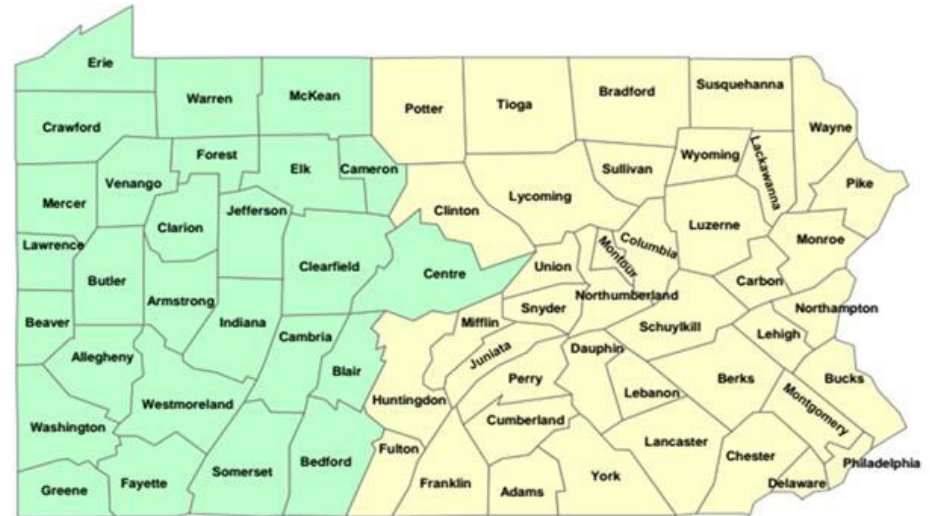 Erie
Warren
McKean
Potter
Tioga
Bradford
Susquehanna
Crawford
Wayne
Forest
Elk
Cameron
Sullivan
Wyoming
Lackawanna
Venango
Pike
Mercer
Lycoming
Clinton
Jefferson
Clarion
Luzerne
Monroe
Lawrence
Columbia
Montour
Union
Centre
Clearfield
Butler
Carbon
Armstrong
Northumberland
Northampton
Snyder
Beaver
Indiana
Mifflin
Schuylkill
Lehigh
Cambria
Allegheny
Juniata
Dauphin
Blair
Perry
Berks
Bucks
Lebanon
Huntingdon
Westmoreland
Montgomery
Cumberland
Washington
Lancaster
Fulton
Chester
Philadelphia
Bedford
Somerset
Greene
Fayette
Franklin
Adams
York
Delaware